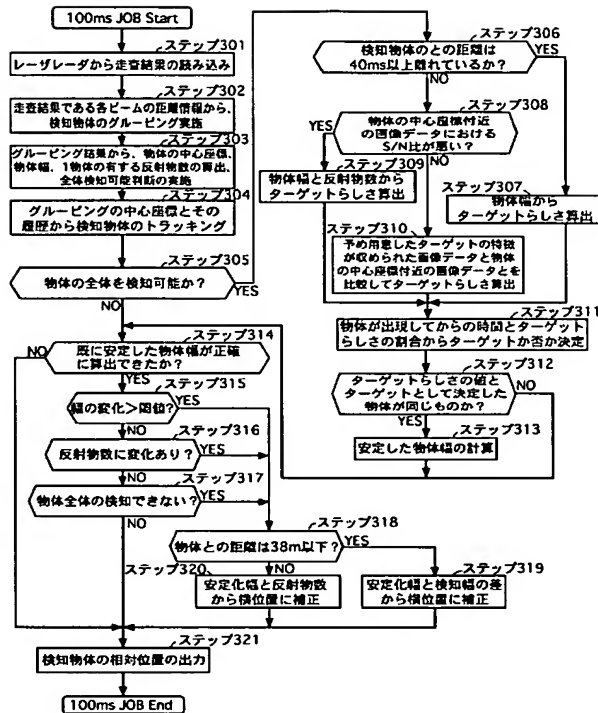 100ms JOB Start
ステップ301
レーザレーダから走査結果の読み込み
ステップ302
走査結果である各ビームの距離情報から、
検知物体のグルーピング実施
ステップ303
グルーピング結果から、物体の中心座標、
物体幅、1物体の有する反射物数の算出、
全体検知可能判断の実施
ステップ304
グルーピングの中心座標とその
履歴から検知物体のトラッキング
ステップ305
物体の全体を検知可能か?
NO
YES
ステップ306
検知物体のとの距離は
40ms以上離れているか?
YES
NO
ステップ308
物体の中心座標付近
の画像データにおける
S/N比が悪い?
YES
NO
ステップ309
物体幅と反射物数から
ターゲットらしさ算出
ステップ307
物体幅から
ターゲットらしさ算出
ステップ310
予め用意したターゲットの特徴
が収められた画像データと物体
の中心座標付近の画像データとを
比較してターゲットらしさ算出
ステップ311
物体が出現してからの時間とターゲット
らしさの割合からターゲットか否か決定
ステップ312
ターゲットらしさの値と
ターゲットとして決定した
物体が同じものか?
NO
YES
ステップ313
安定した物体幅の計算
ステップ314
既に安定した物体幅が正確
に算出できたか?
NO
YES
ステップ315
幅の変化>閾値?
YES
NO
ステップ316
反射物数に変化あり?
YES
NO
ステップ317
物体全体の検知できない?
YES
NO
ステップ318
物体との距離は38m以下?
YES
NO
ステップ320
安定化幅と反射物数
から横位置に補正
ステップ319
安定化幅と検知幅の差
から横位置に補正
ステップ321
検知物体の相対位置の出力
100ms JOB End